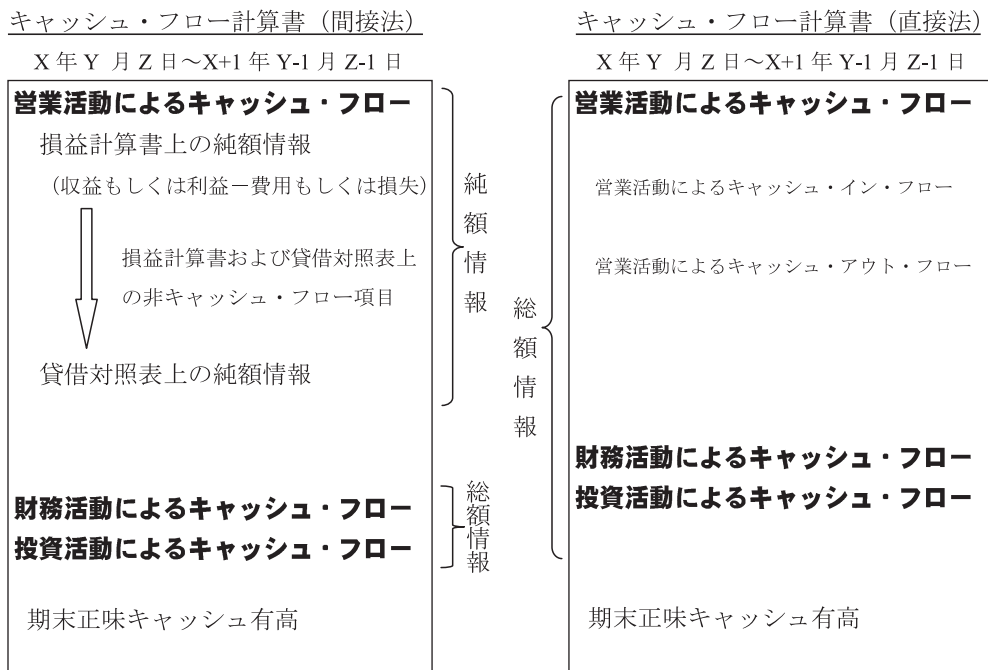 キャッシュ・フロー計算書（間接法）
X 年 Y 月 Z 日～X+1 年 Y-1 月 Z-1 日
営業活動によるキャッシュ・フロー
損益計算書上の純額情報
（収益もしくは利益－費用もしくは損失）
損益計算書および貸借対照表上
の非キャッシュ・フロー項目
貸借対照表上の純額情報
純額情報
財務活動によるキャッシュ・フロー
投資活動によるキャッシュ・フロー
総額情報
期末正味キャッシュ有高
キャッシュ・フロー計算書（直接法）
X 年 Y 月 Z 日～X+1 年 Y-1 月 Z-1 日
総額情報
営業活動によるキャッシュ・フロー
営業活動によるキャッシュ・イン・フロー
営業活動によるキャッシュ・アウト・フロー
財務活動によるキャッシュ・フロー
投資活動によるキャッシュ・フロー
期末正味キャッシュ有高